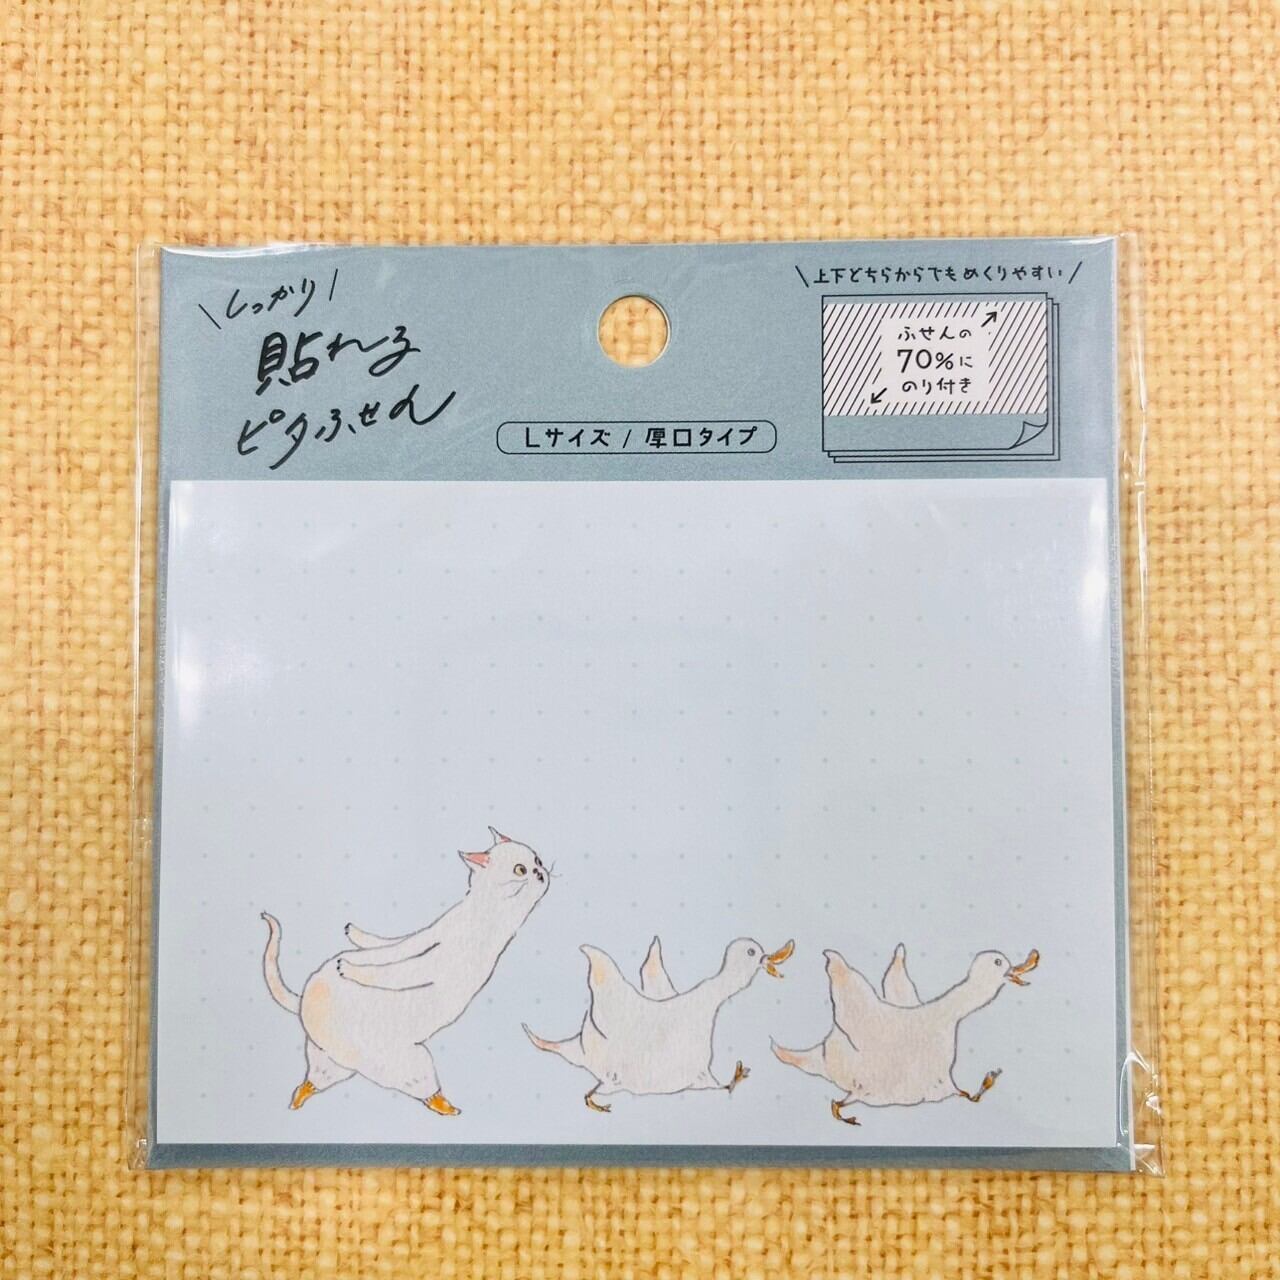 \しっかり/
貼れる
ピタふせん
Lサイズ / 厚口タイプ
\上下どちらからでもめくりやすい/
ふせんの
70%に
のり付き